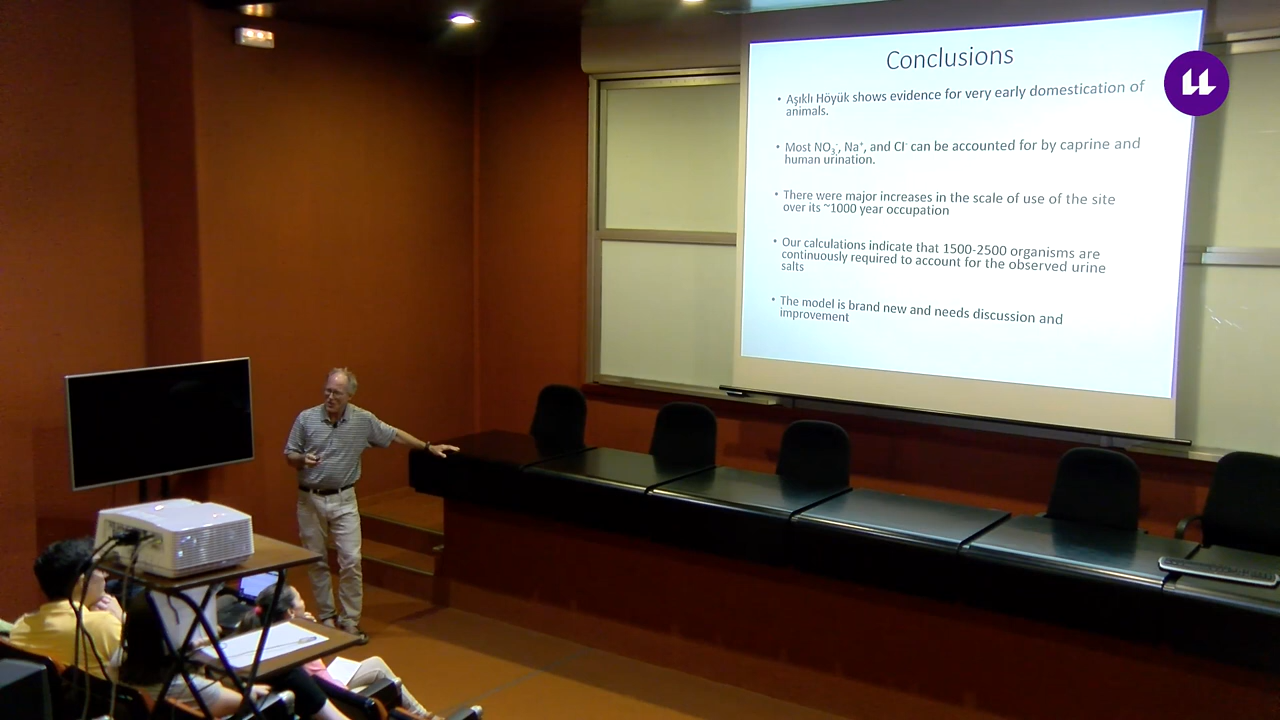 Conclusions
• Aşıklı Höyük shows evidence for very early domestication of
animals.
• Most NO₃⁻, Na⁺, and Cl⁻ can be accounted for by caprine and
human urination.
• There were major increases in the scale of use of the site
over its ~1000 year occupation
• Our calculations indicate that 1500-2500 organisms are
continuously required to account for the observed urine
salts
• The model is brand new and needs discussion and
improvement